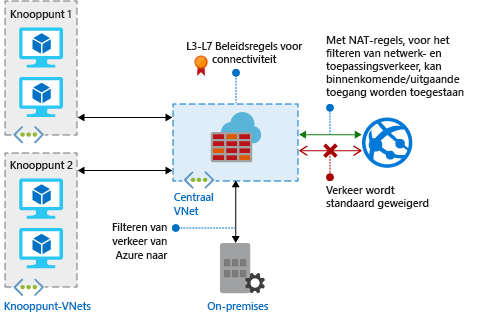 Knooppunt 1
Knooppunt 2
Knooppunt-VNets
L3-L7 Beleidsregels voor
connectiviteit
Met NAT-regels, voor het
filteren van netwerk- en
toepassingsverkeer, kan
binnenkomende/uitgaande
toegang worden toegestaan
Centraal
VNet
Verkeer wordt
standaard geweigerd
Filteren van
verkeer van
Azure naar
On-premises